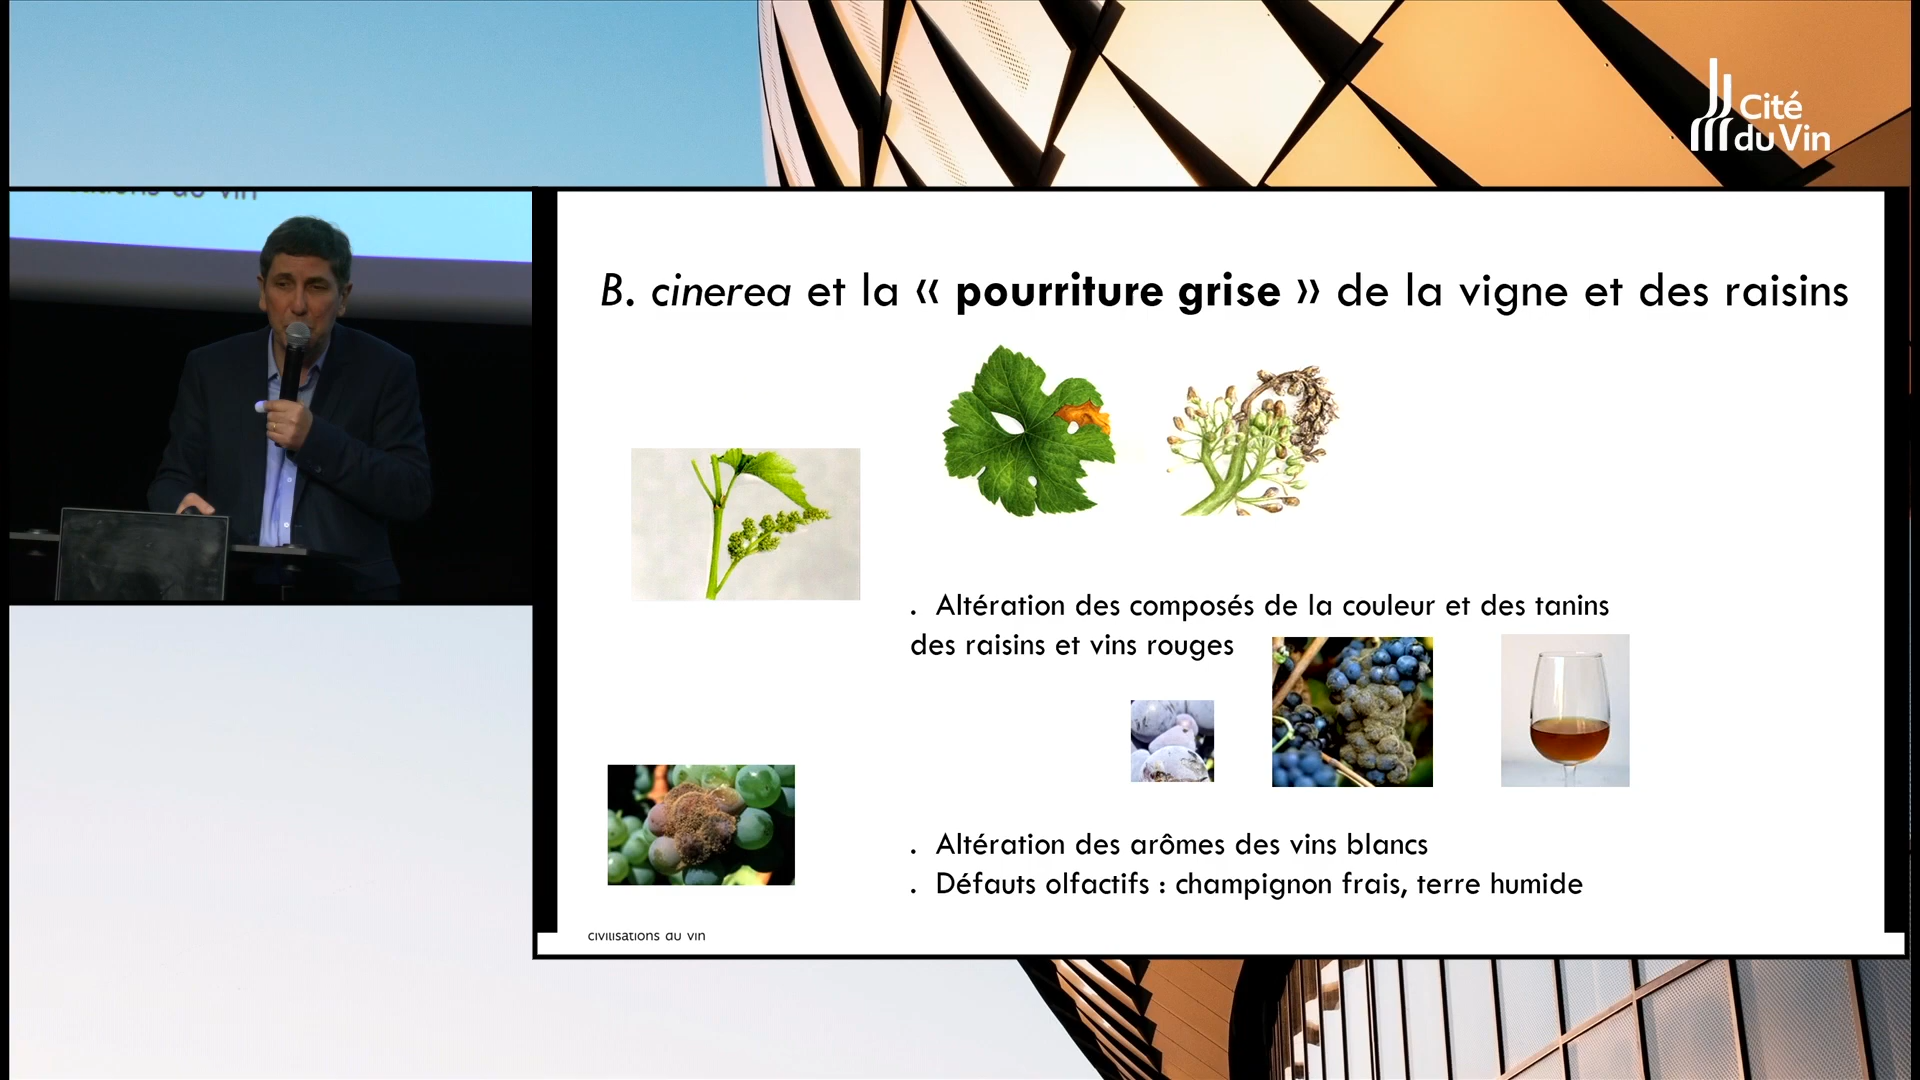 Cité
du Vin
B. cinerea et la « pourriture grise » de la vigne et des raisins
. Altération des composés de la couleur et des tanins
des raisins et vins rouges
. Altération des arômes des vins blancs
. Défauts olfactifs : champignon frais, terre humide
civilisations du vin